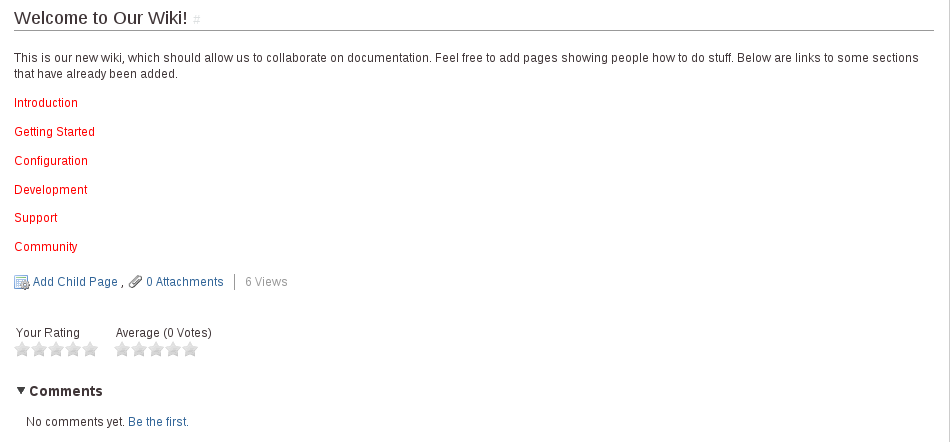 Welcome to Our Wiki! #
This is our new wiki, which should allow us to collaborate on documentation. Feel free to add pages showing people how to do stuff. Below are links to some sections
that have already been added.
Introduction
Getting Started
Configuration
Development
Support
Community
Add Child Page , 0 Attachments 6 Views
Your Rating Average (0 Votes)
Comments
No comments yet. Be the first.